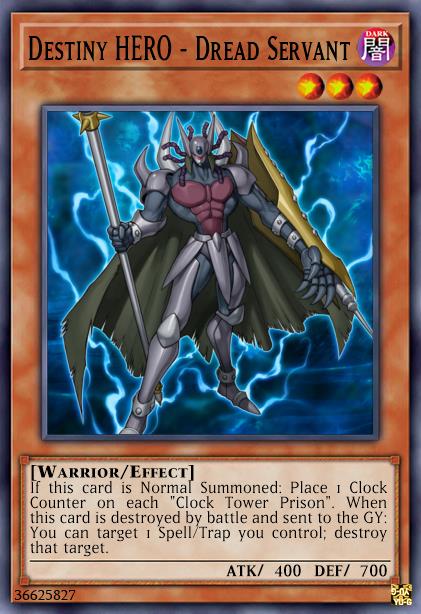 DESTINY HERO - DREAD SERVANT
DARK
闇
[WARRIOR/EFFECT]
If this card is Normal Summoned: Place 1 Clock
Counter on each "Clock Tower Prison". When
this card is destroyed by battle and sent to the GY:
You can target 1 Spell/Trap you control; destroy
that target.
ATK/ 400 DEF/ 700
36625827